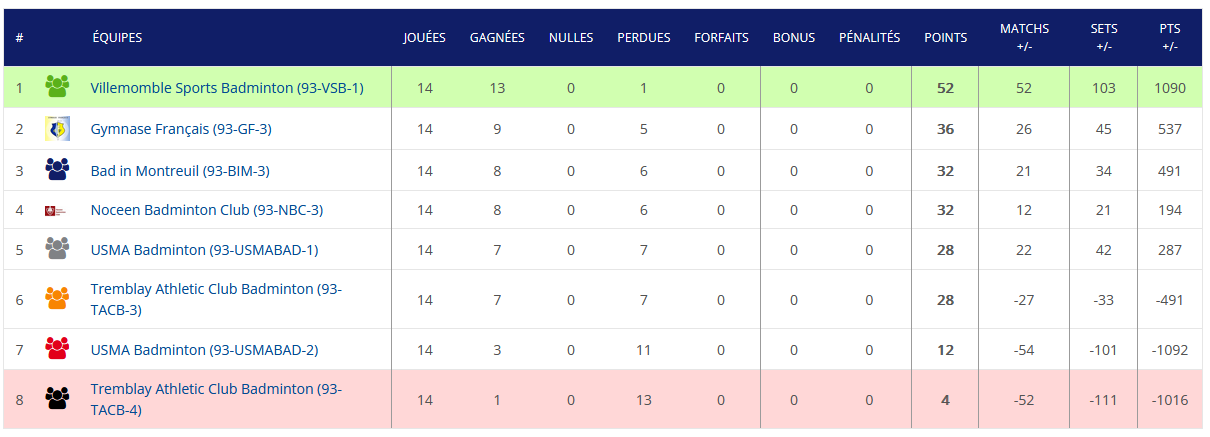 # ÉQUIPES JOUÉES GAGNÉES NULLES PERDUES FORFAITS BONUS PÉNALITÉS POINTS MATCHS +/- SETS +/- PTS +/-
1 Villemomble Sports Badminton (93-VSB-1) 14 13 0 1 0 0 0 52 52 103 1090
2 Gymnase Français (93-GF-3) 14 9 0 5 0 0 0 36 26 45 537
3 Bad in Montreuil (93-BIM-3) 14 8 0 6 0 0 0 32 21 34 491
4 Noceen Badminton Club (93-NBC-3) 14 8 0 6 0 0 0 32 12 21 194
5 USMA Badminton (93-USMABAD-1) 14 7 0 7 0 0 0 28 22 42 287
6 Tremblay Athletic Club Badminton (93-
TACB-3) 14 7 0 7 0 0 0 28 -27 -33 -491
7 USMA Badminton (93-USMABAD-2) 14 3 0 11 0 0 0 12 -54 -101 -1092
8 Tremblay Athletic Club Badminton (93-
TACB-4) 14 1 0 13 0 0 0 4 -52 -111 -1016